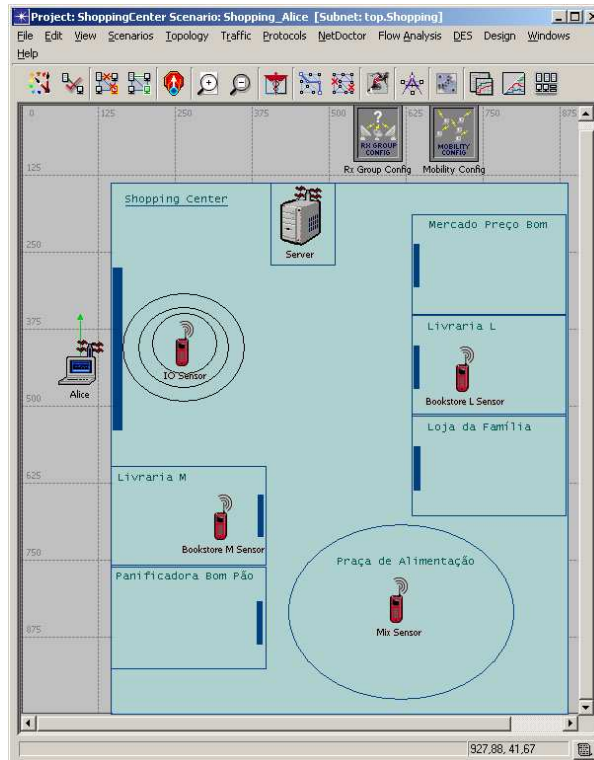 Project: ShoppingCenter Scenario: Shopping_Alice [Subnet: top.Shopping]
File Edit View Scenarios Topology Traffic Protocols NetDoctor Flow Analysis DES Design Windows
Help
0 125 250 375 500 625 750 875
?
RX GROUP
CONFIG
MOBILITY
CONFIG
Rx Group Config Mobility Config
125
Shopping Center
Server
Mercado Preço Bom
250
375
Livraria L
IO Sensor
Alice
Bookstore L Sensor
500
Loja da Família
625
Livraria M
Bookstore M Sensor
750
Praça de Alimentação
Panificadora Bom Pão
Mix Sensor
875
927,88, 41,67